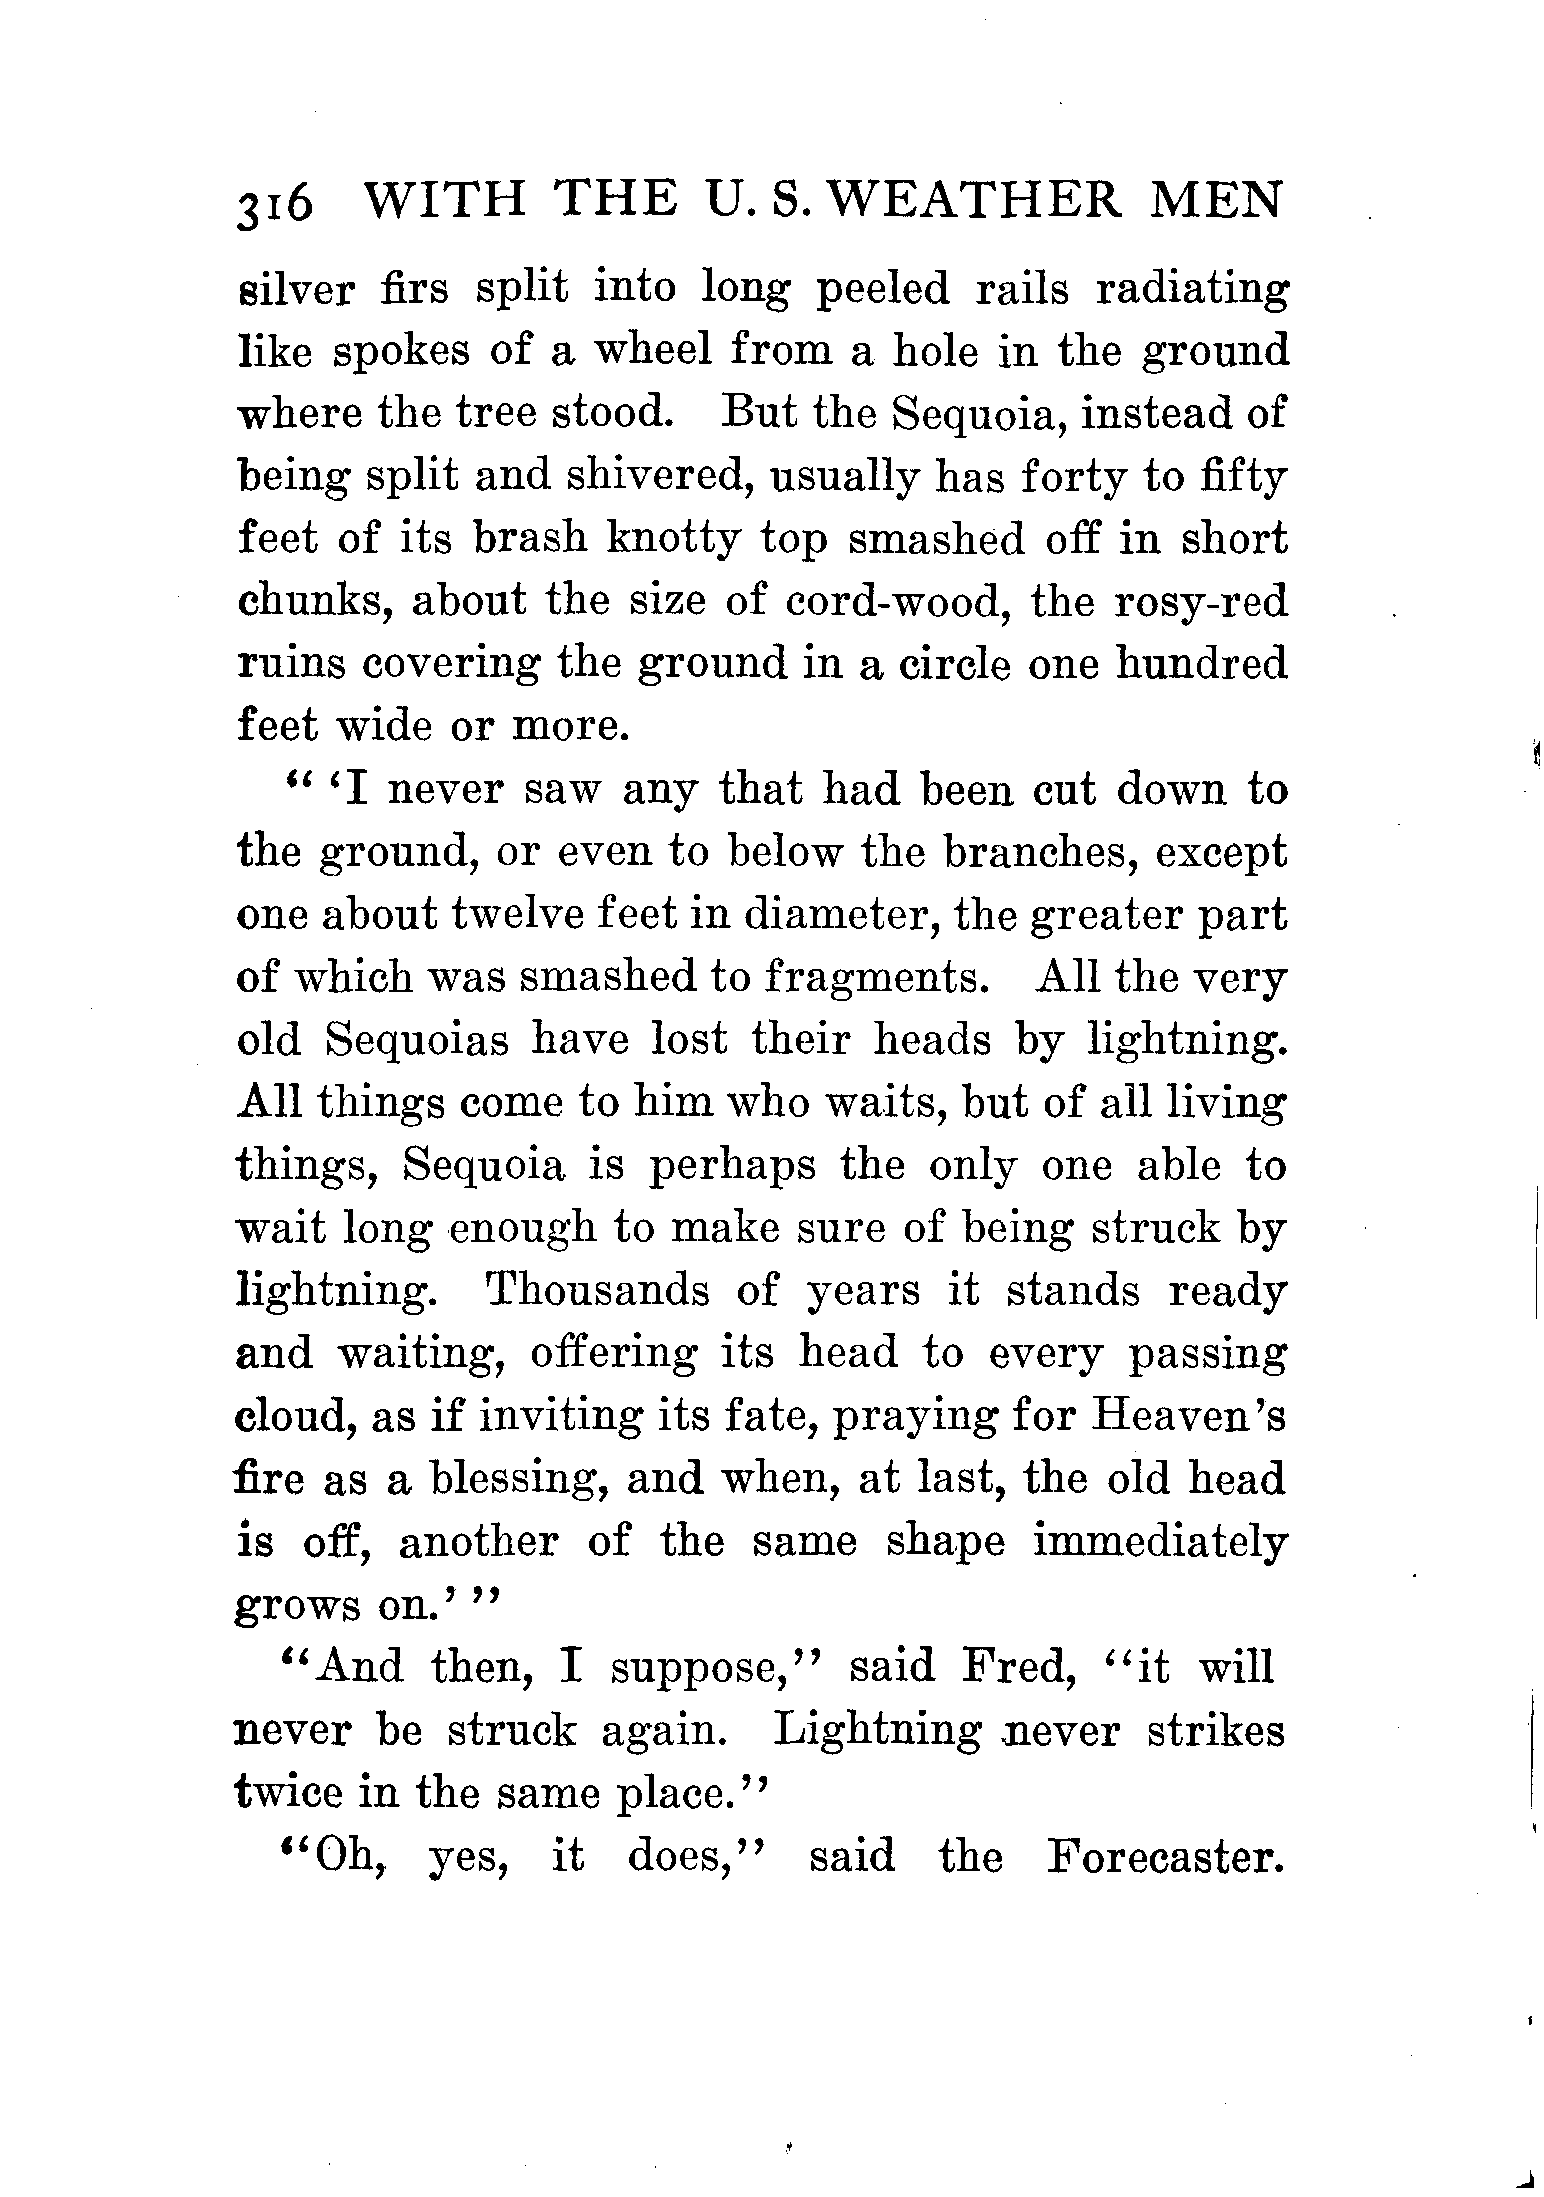 316 WITH THE U. S. WEATHER MEN
silver firs split into long peeled rails radiating
like spokes of a wheel from a hole in the ground
where the tree stood. But the Sequoia, instead of
being split and shivered, usually has forty to fifty
feet of its brash knotty top smashed off in short
chunks, about the size of cord-wood, the rosy-red
ruins covering the ground in a circle one hundred
feet wide or more.
“ ‘I never saw any that had been cut down to
the ground, or even to below the branches, except
one about twelve feet in diameter, the greater part
of which was smashed to fragments. All the very
old Sequoias have lost their heads by lightning.
All things come to him who waits, but of all living
things, Sequoia is perhaps the only one able to
wait long enough to make sure of being struck by
lightning. Thousands of years it stands ready
and waiting, offering its head to every passing
cloud, as if inviting its fate, praying for Heaven’s
fire as a blessing, and when, at last, the old head
is off, another of the same shape immediately
grows on.’ ”
“And then, I suppose,” said Fred, “it will
never be struck again. Lightning never strikes
twice in the same place.”
“Oh, yes, it does,” said the Forecaster.